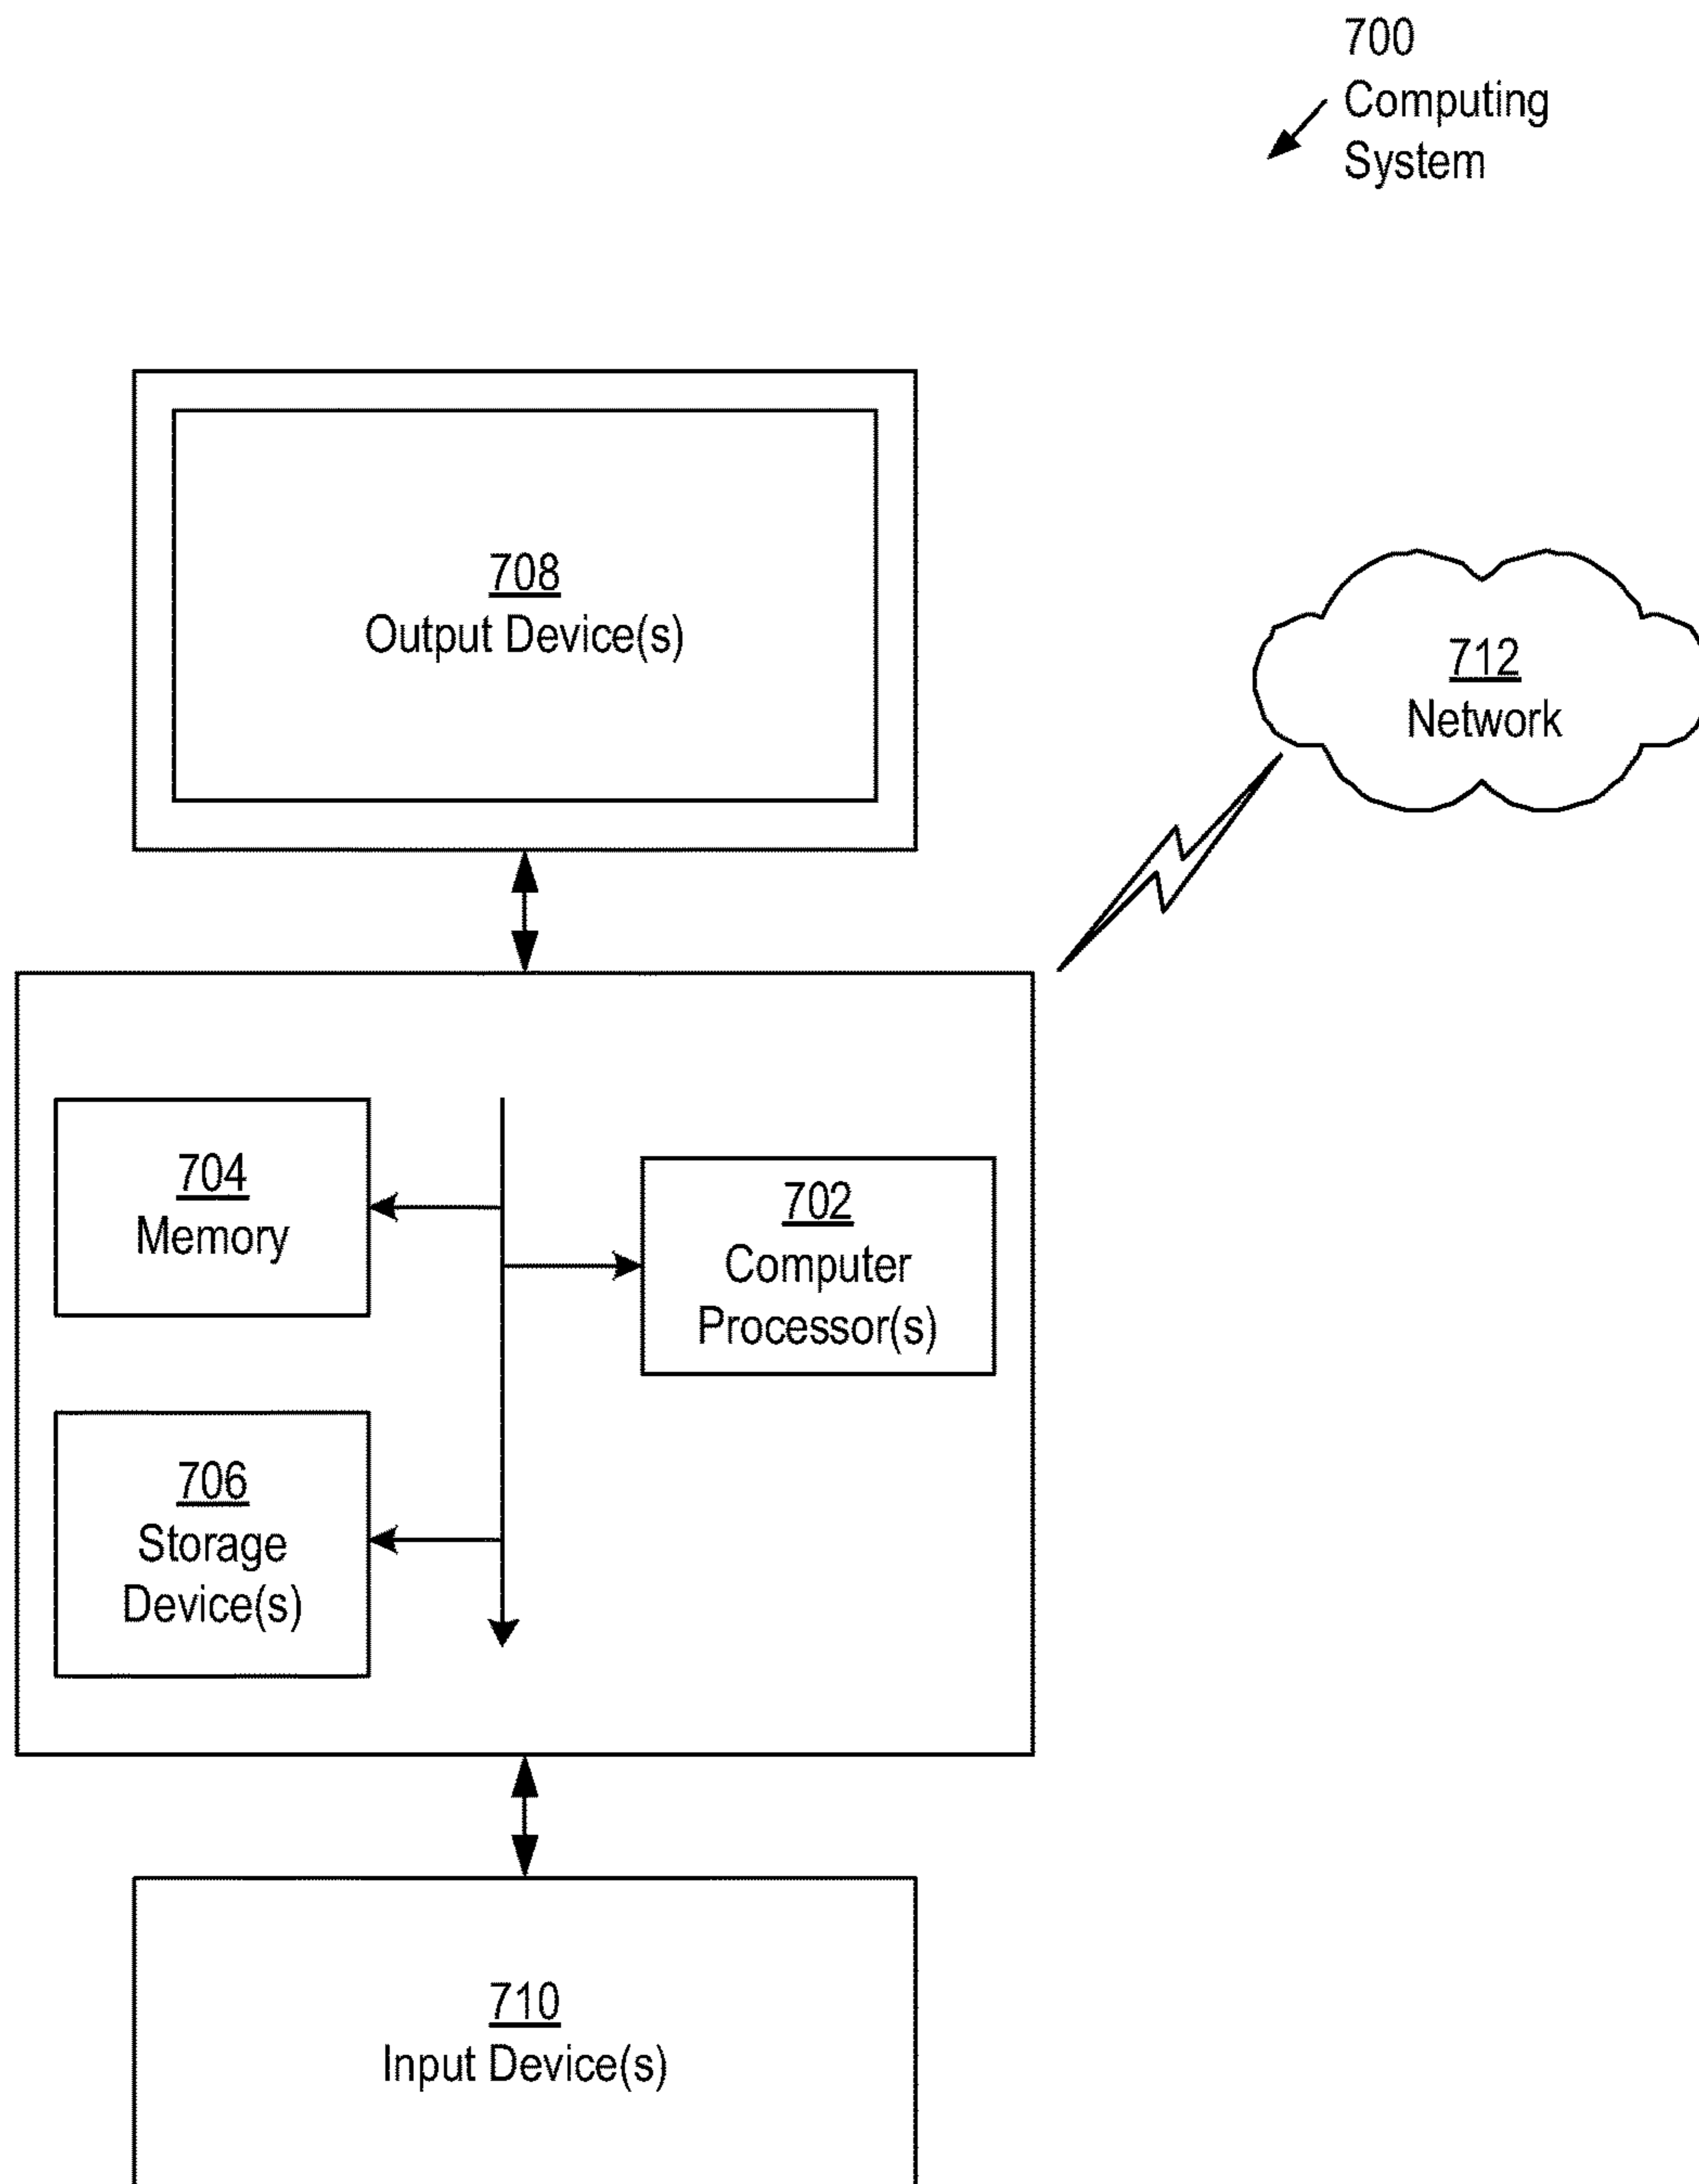 700
Computing
System
708
Output Device(s)
712
Network
704
Memory
702
Computer
Processor(s)
706
Storage
Device(s)
710
Input Device(s)